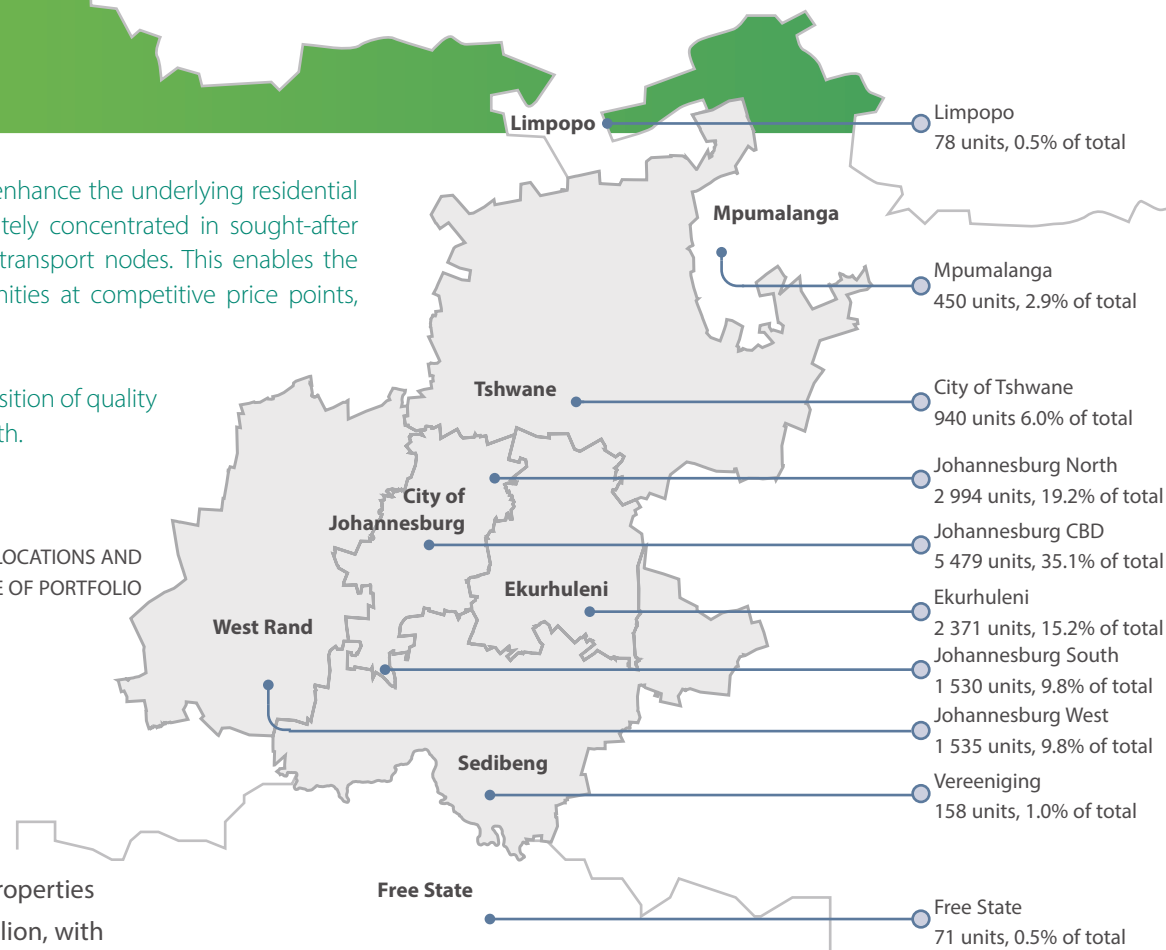 enhance the underlying residential
tely concentrated in sought-after
transport nodes. This enables the
nities at competitive price points,
sition of quality
th.
LOCATIONS AND
E OF PORTFOLIO
roperties
lion, with
Limpopo
Mpumalanga
Tshwane
City of
Johannesburg
Ekurhuleni
West Rand
Sedibeng
Free State
Limpopo
78 units, 0.5% of total
Mpumalanga
450 units, 2.9% of total
City of Tshwane
940 units 6.0% of total
Johannesburg North
2 994 units, 19.2% of total
Johannesburg CBD
5 479 units, 35.1% of total
Ekurhuleni
2 371 units, 15.2% of total
Johannesburg South
1 530 units, 9.8% of total
Johannesburg West
1 535 units, 9.8% of total
Vereeniging
158 units, 1.0% of total
Free State
71 units, 0.5% of total